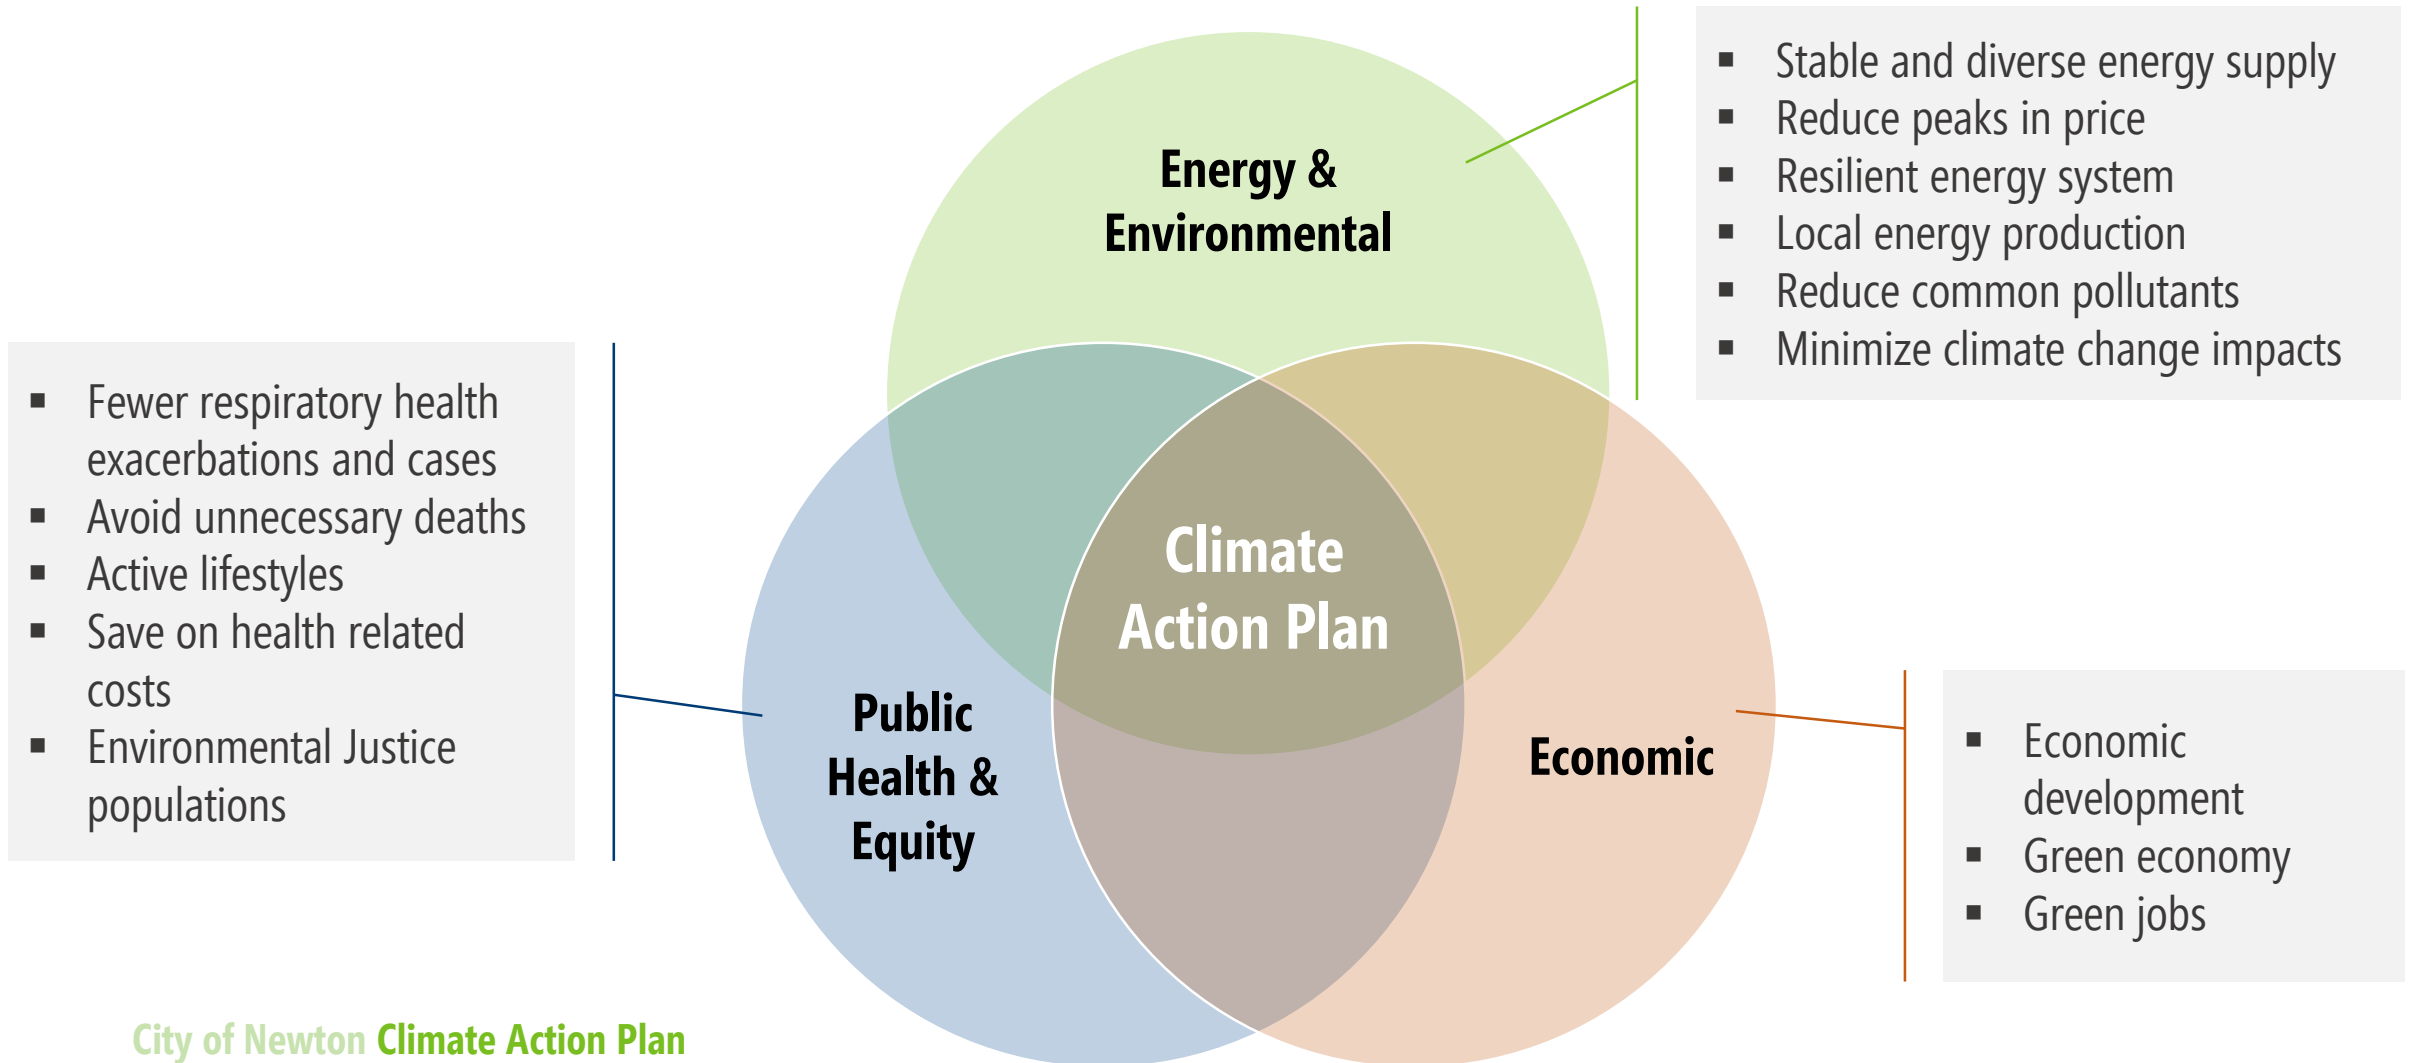 Energy &
Environmental
▪ Stable and diverse energy supply
▪ Reduce peaks in price
▪ Resilient energy system
▪ Local energy production
▪ Reduce common pollutants
▪ Minimize climate change impacts
▪ Fewer respiratory health
exacerbations and cases
▪ Avoid unnecessary deaths
▪ Active lifestyles
▪ Save on health related
costs
▪ Environmental Justice
populations
Climate
Action Plan
Public
Health &
Equity
Economic
▪ Economic
development
▪ Green economy
▪ Green jobs
City of Newton Climate Action Plan